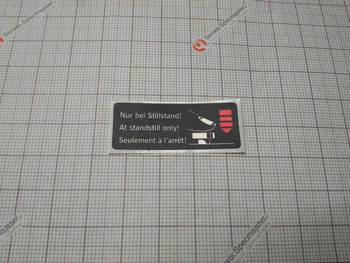 Nur bei Stillstand!
At standstill only!
Seulement à l'arrêt!